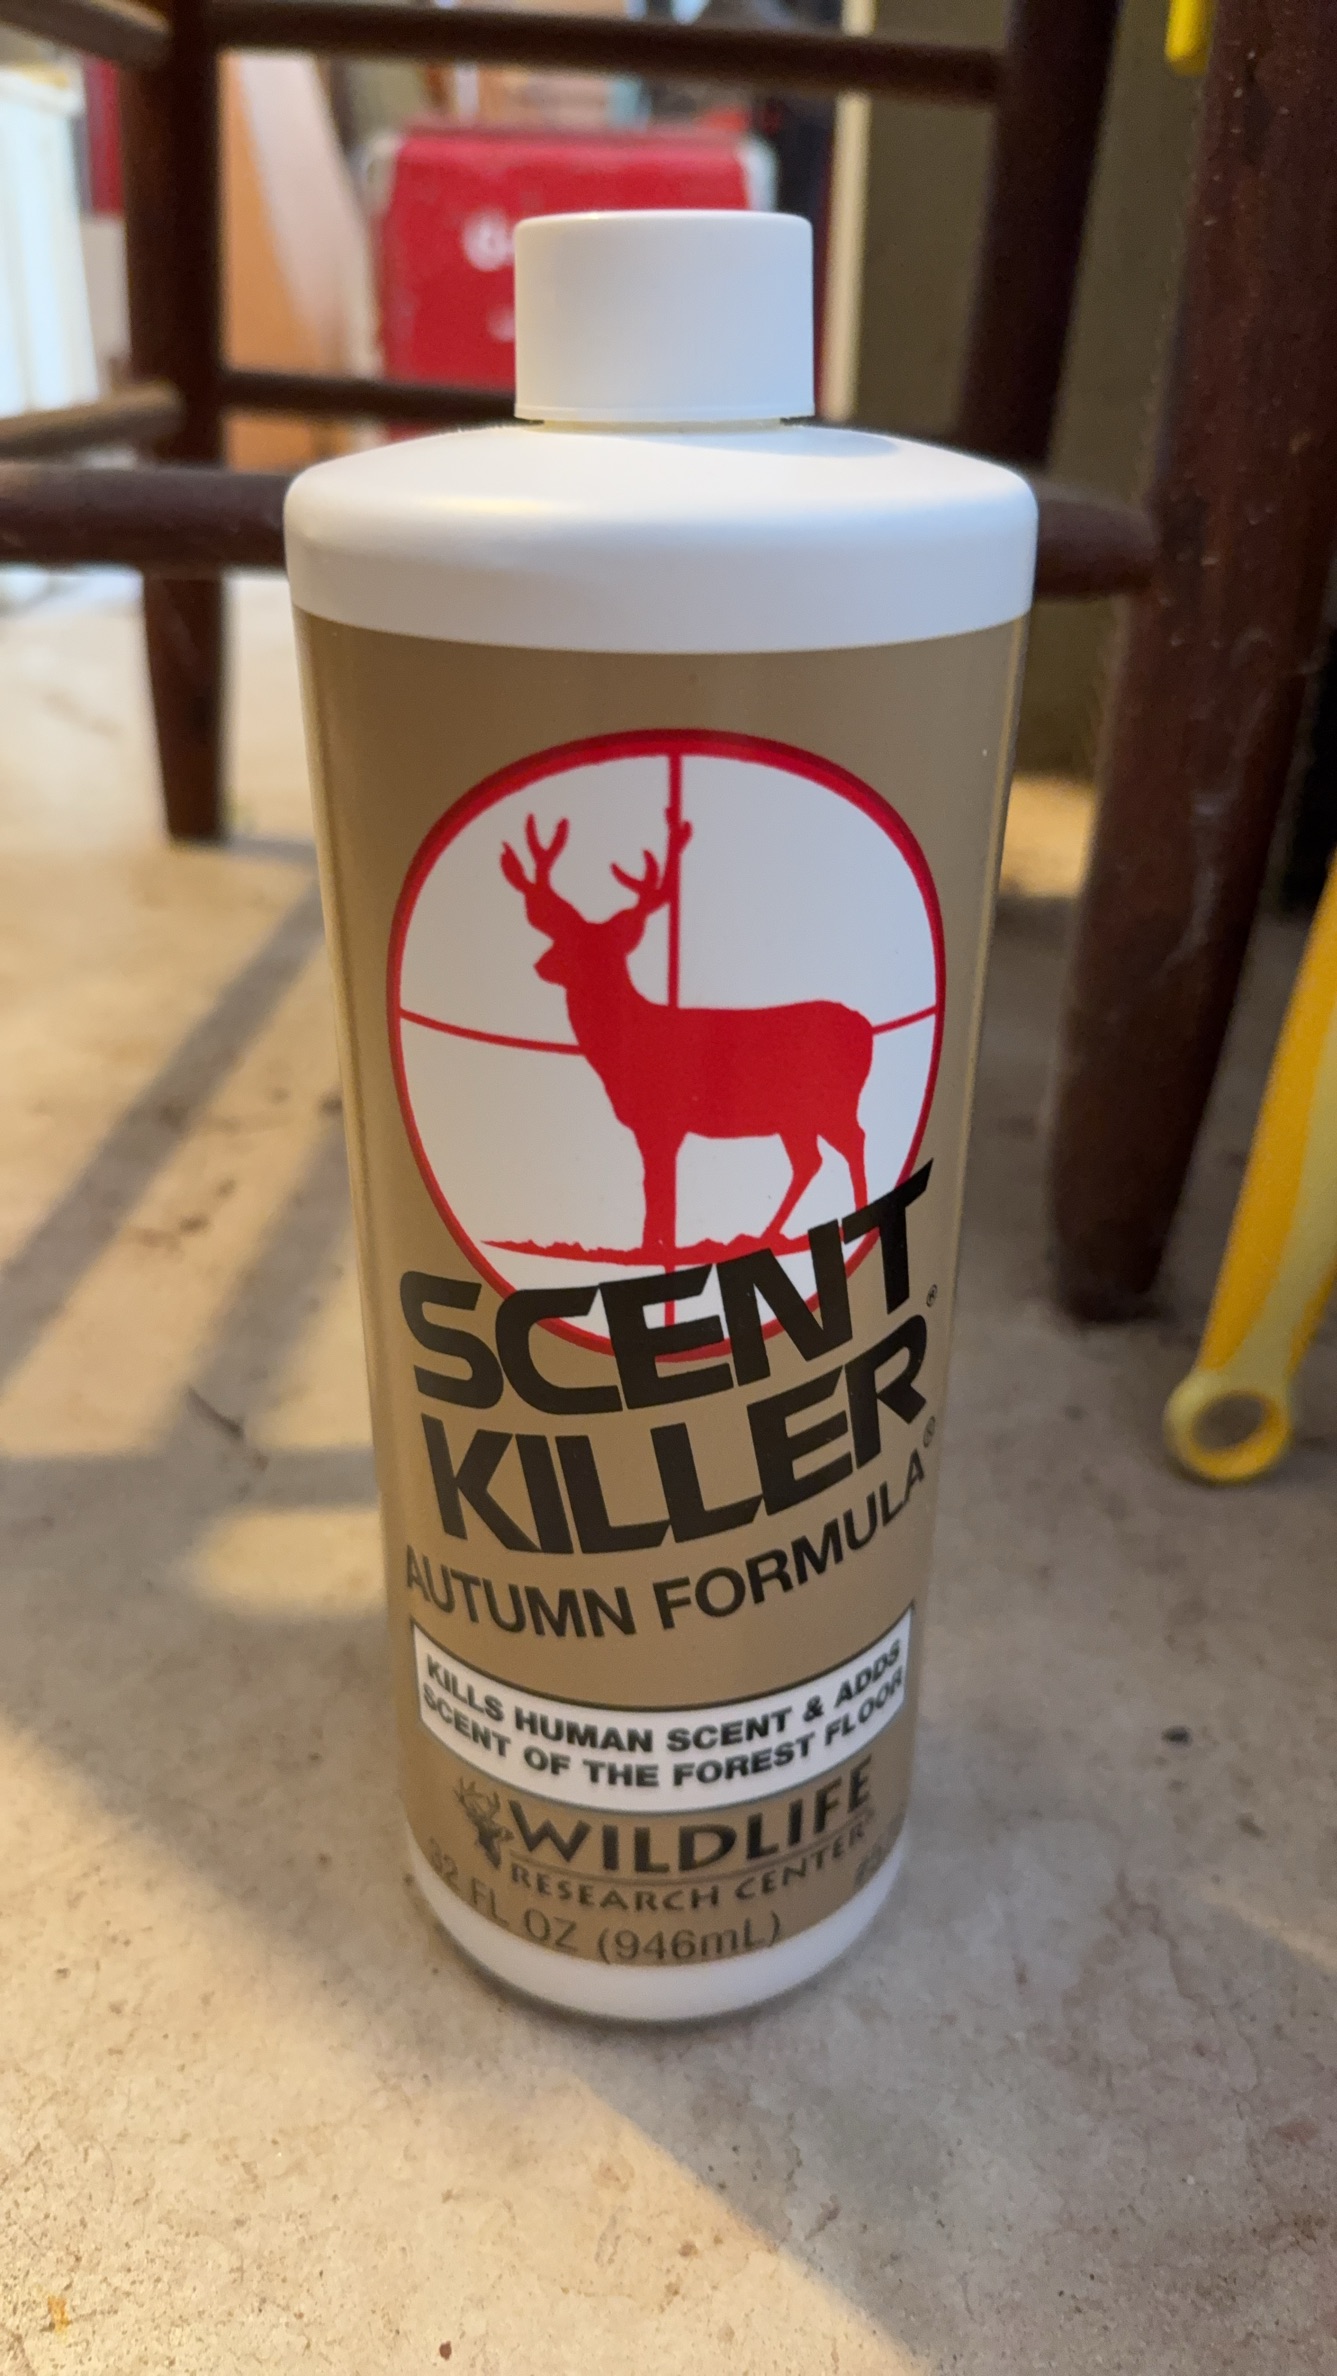 SCENT
KILLER®
AUTUMN FORMULA®
KILLS HUMAN SCENT & ADDS
SCENT OF THE FOREST FLOOR
WILDLIFE
RESEARCH CENTER®
32 FL OZ (946mL)